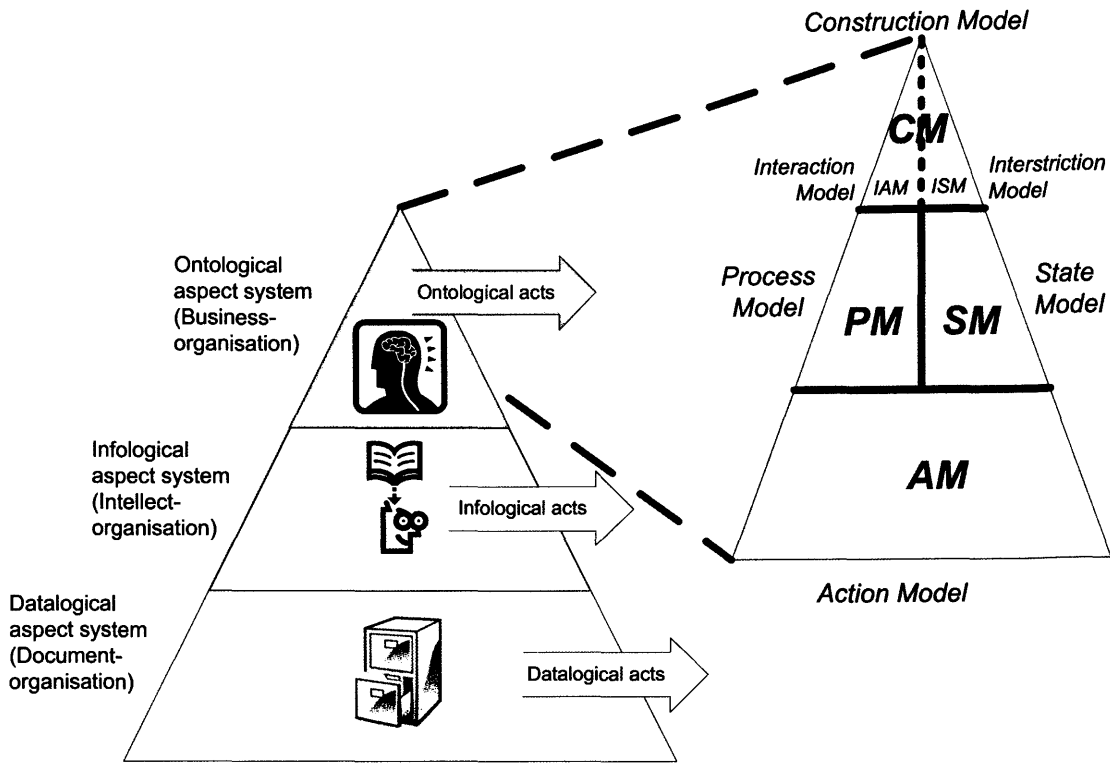 Construction Model
CM
Interaction
Model
IAM
ISM
Interstriction
Model
Ontological
aspect system
(Business-
organisation)
Ontological acts
Process
Model
PM
SM
State
Model
Infological
aspect system
(Intellect-
organisation)
Infological acts
AM
Action Model
Datalogical
aspect system
(Document-
organisation)
Datalogical acts